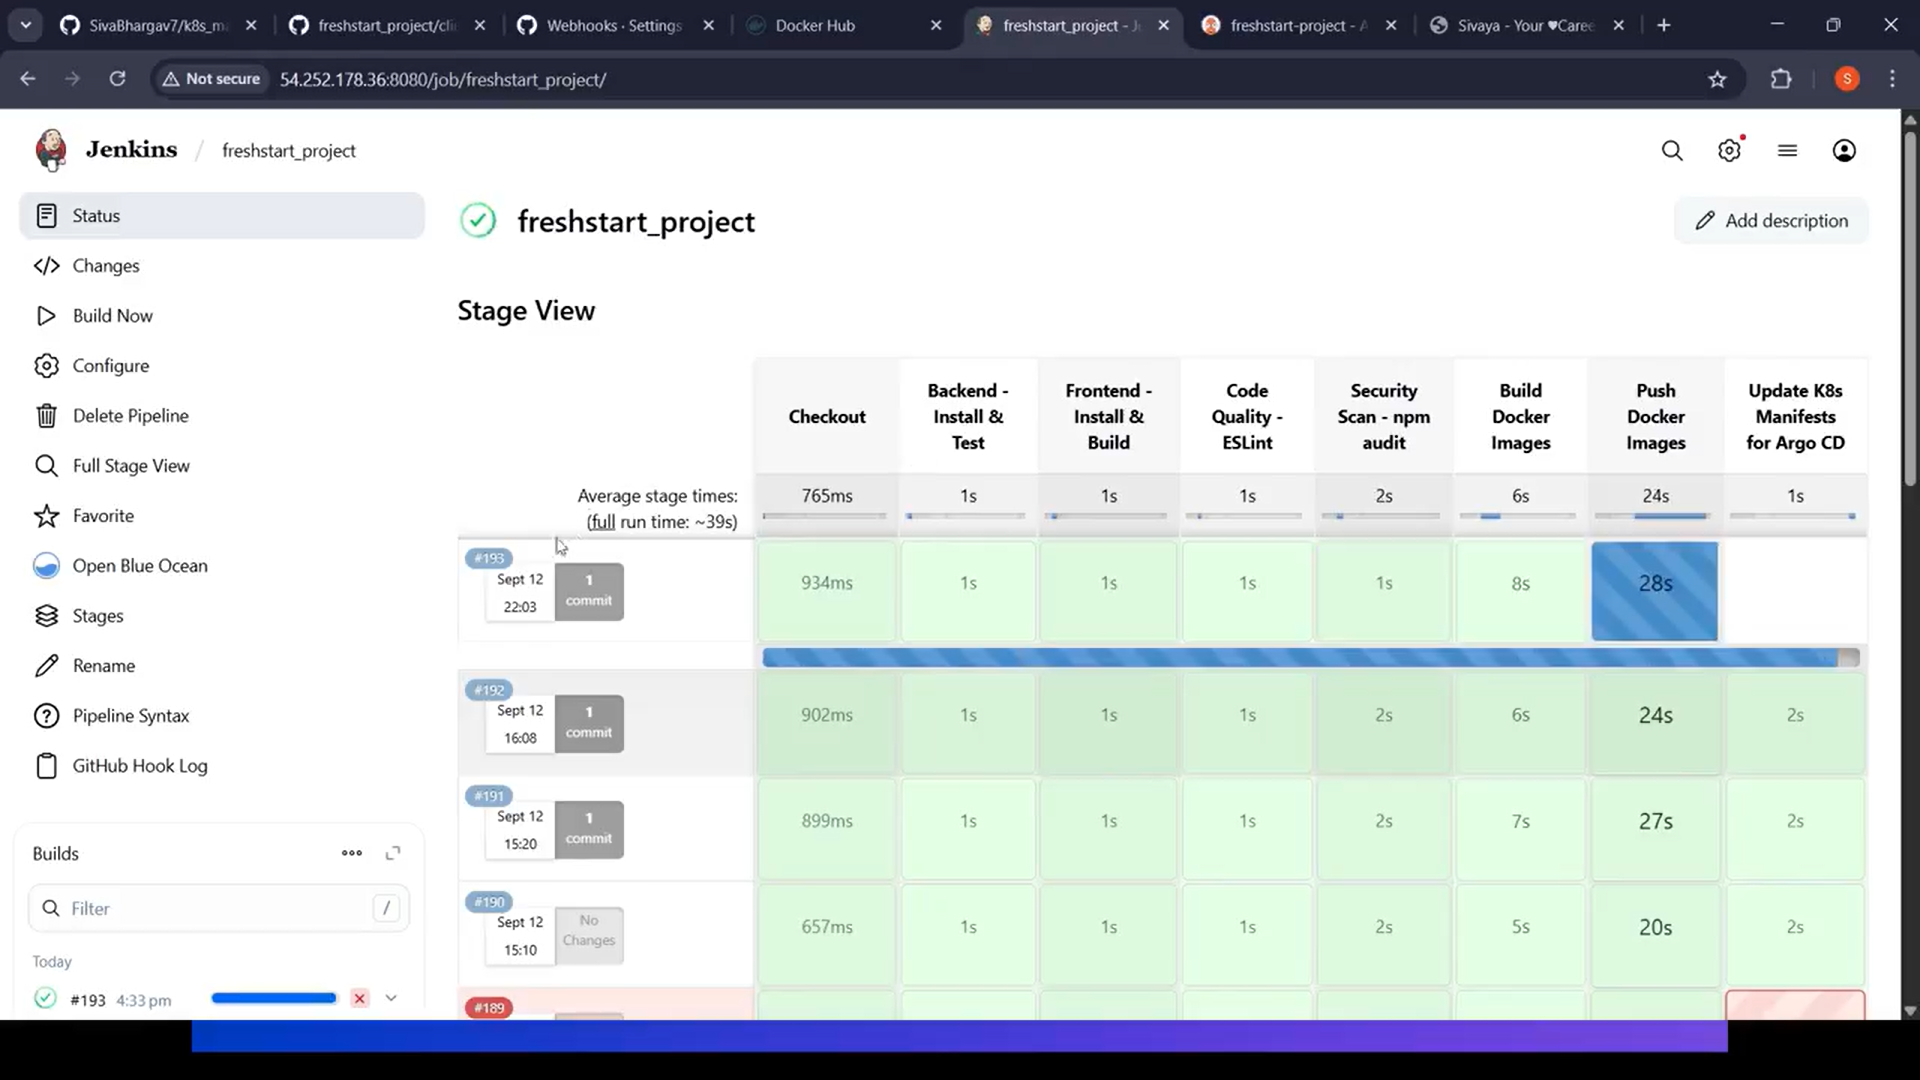 SivaBhargav7/k8s_m
freshstart_project/cli
Webhooks · Settings
Docker Hub
freshstart_project - J
freshstart-project - A
Sivaya - Your ♥Caree
Not secure
54.252.178.36:8080/job/freshstart_project/
S
Jenkins / freshstart_project
Status
Changes
Build Now
Configure
Delete Pipeline
Full Stage View
Favorite
Open Blue Ocean
Stages
Rename
Pipeline Syntax
GitHub Hook Log
Builds
Filter
/
Today
#193 4:33 pm
freshstart_project
Add description
Stage View
Checkout
Backend -
Install &
Test
Frontend -
Install &
Build
Code
Quality -
ESLint
Security
Scan - npm
audit
Build
Docker
Images
Push
Docker
Images
Update K8s
Manifests
for Argo CD
Average stage times:
(full run time: ~39s)
765ms 1s 1s 1s 2s 6s 24s 1s
#193
Sept 12
22:03
1
commit
934ms 1s 1s 1s 1s 8s 28s
#192
Sept 12
16:08
1
commit
902ms 1s 1s 1s 2s 6s 24s 2s
#191
Sept 12
15:20
1
commit
899ms 1s 1s 1s 2s 7s 27s 2s
#190
Sept 12
15:10
No
Changes
657ms 1s 1s 1s 2s 5s 20s 2s
#189